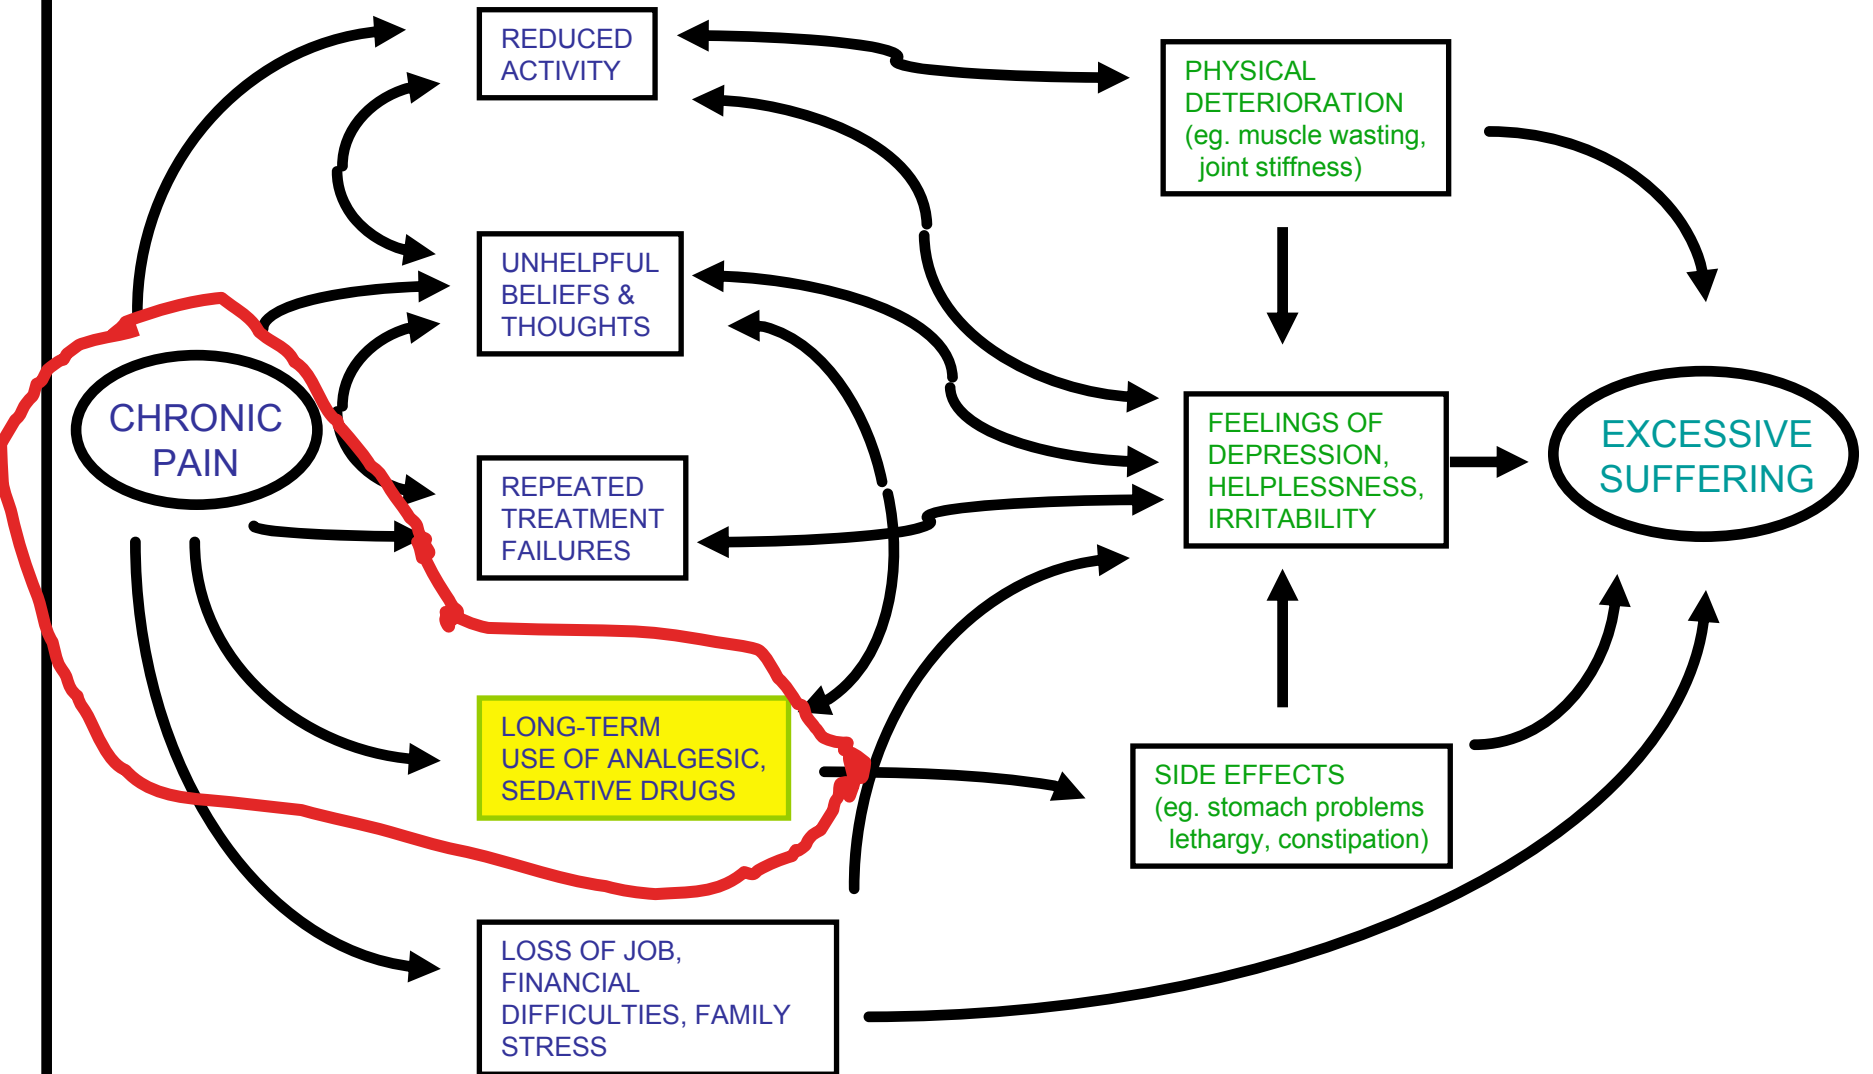 REDUCED
ACTIVITY
PHYSICAL
DETERIORATION
(eg. muscle wasting,
joint stiffness)
UNHELPFUL
BELIEFS &
THOUGHTS
CHRONIC
PAIN
REPEATED
TREATMENT
FAILURES
FEELINGS OF
DEPRESSION,
HELPLESSNESS,
IRRITABILITY
EXCESSIVE
SUFFERING
LONG-TERM
USE OF ANALGESIC,
SEDATIVE DRUGS
SIDE EFFECTS
(eg. stomach problems
lethargy, constipation)
LOSS OF JOB,
FINANCIAL
DIFFICULTIES, FAMILY
STRESS